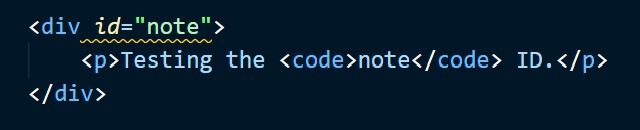 <div id="note">
    <p>Testing the <code>note</code> ID.</p>
</div>